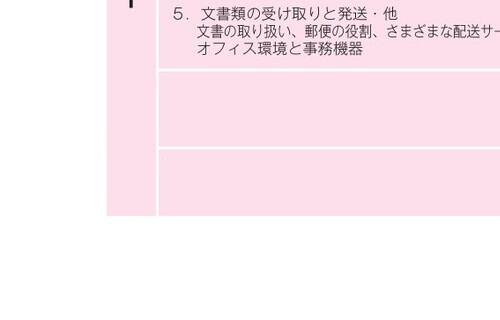 ５．文書類の受け取りと発送・他
文書の取り扱い、郵便の役割、さまざまな配送サー
オフィス環境と事務機器